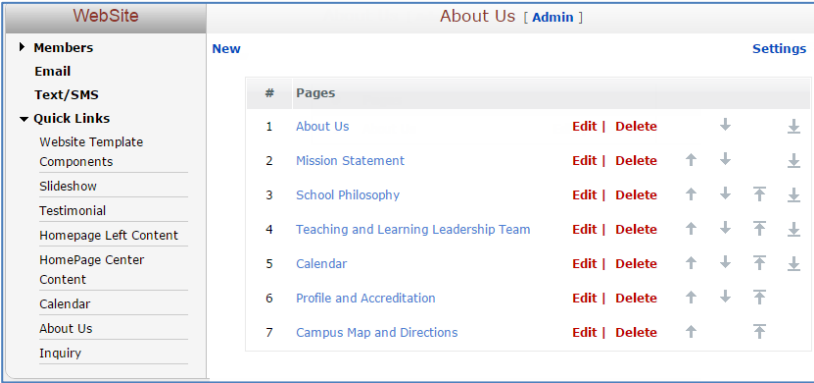 WebSite
About Us [ Admin ]
Members
Email
Text/SMS
Quick Links
Website Template
Components
Slideshow
Testimonial
Homepage Left Content
HomePage Center
Content
Calendar
About Us
Inquiry
New
Settings
# Pages
1 About Us Edit | Delete
2 Mission Statement Edit | Delete
3 School Philosophy Edit | Delete
4 Teaching and Learning Leadership Team Edit | Delete
5 Calendar Edit | Delete
6 Profile and Accreditation Edit | Delete
7 Campus Map and Directions Edit | Delete